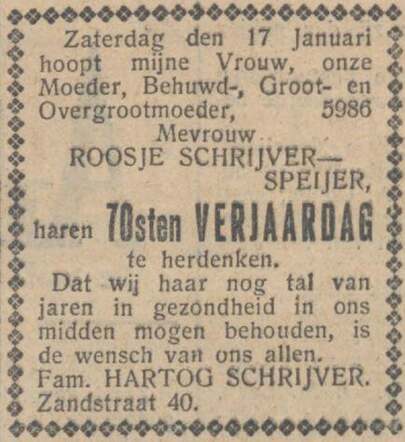 Zaterdag den 17 Januari
hoopt mijne Vrouw, onze
Moeder, Behuwd-, Groot- en
Overgrootmoeder, 5986
Mevrouw
ROOSJE SCHRIJVER—
SPEIJER,
haren 70sten VERJAARDAG
te herdenken.
Dat wij haar nog tal van
jaren in gezondheid in ons
midden mogen behouden, is
de wensch van ons allen.
Fam. HARTOG SCHRIJVER.
Zandstraat 40.